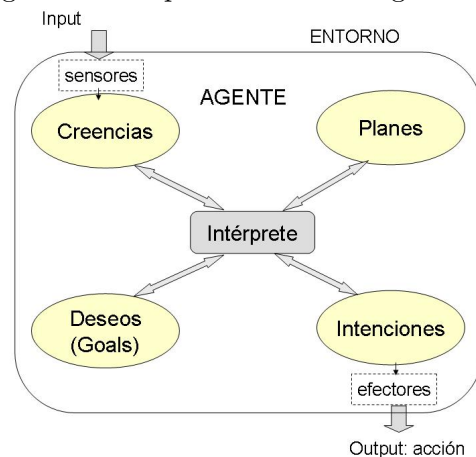 Input
ENTORNO
sensores
AGENTE
Creencias
Planes
Intérprete
Deseos
(Goals)
Intenciones
efectores
Output: acción